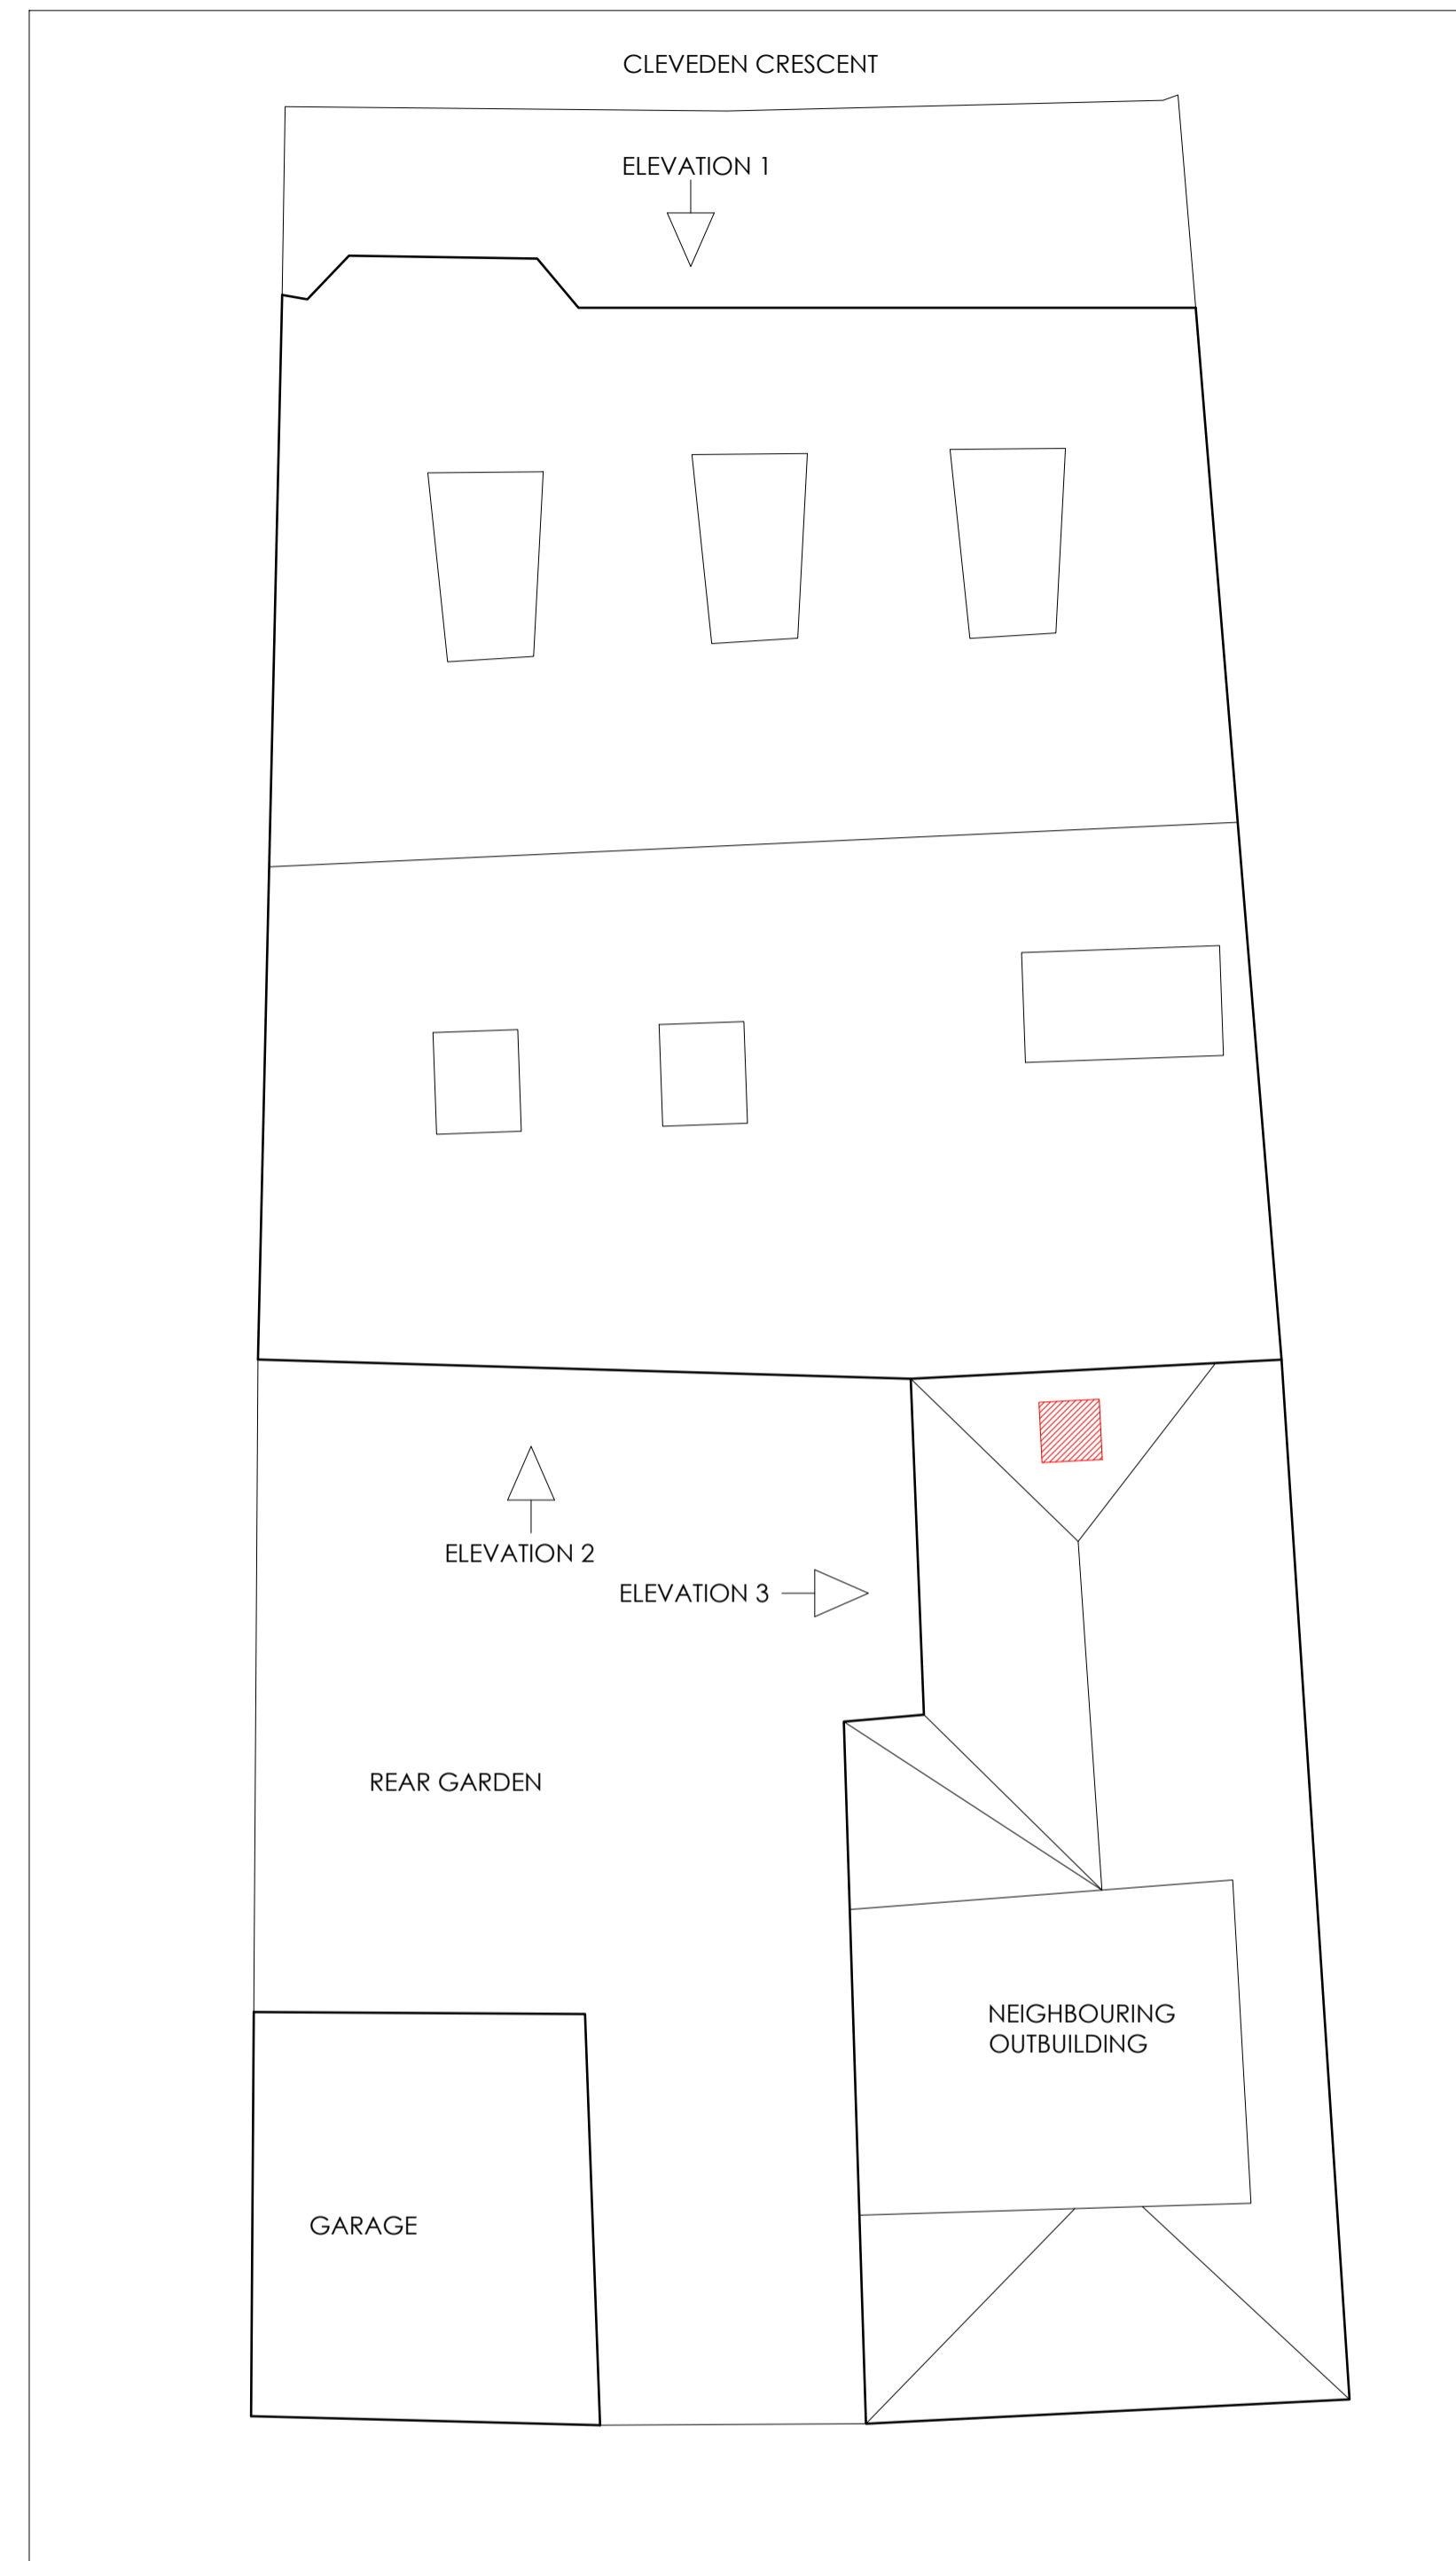 CLEVEDEN CRESCENT
ELEVATION 1
ELEVATION 2
ELEVATION 3
REAR GARDEN
NEIGHBOURING
OUTBUILDING
GARAGE